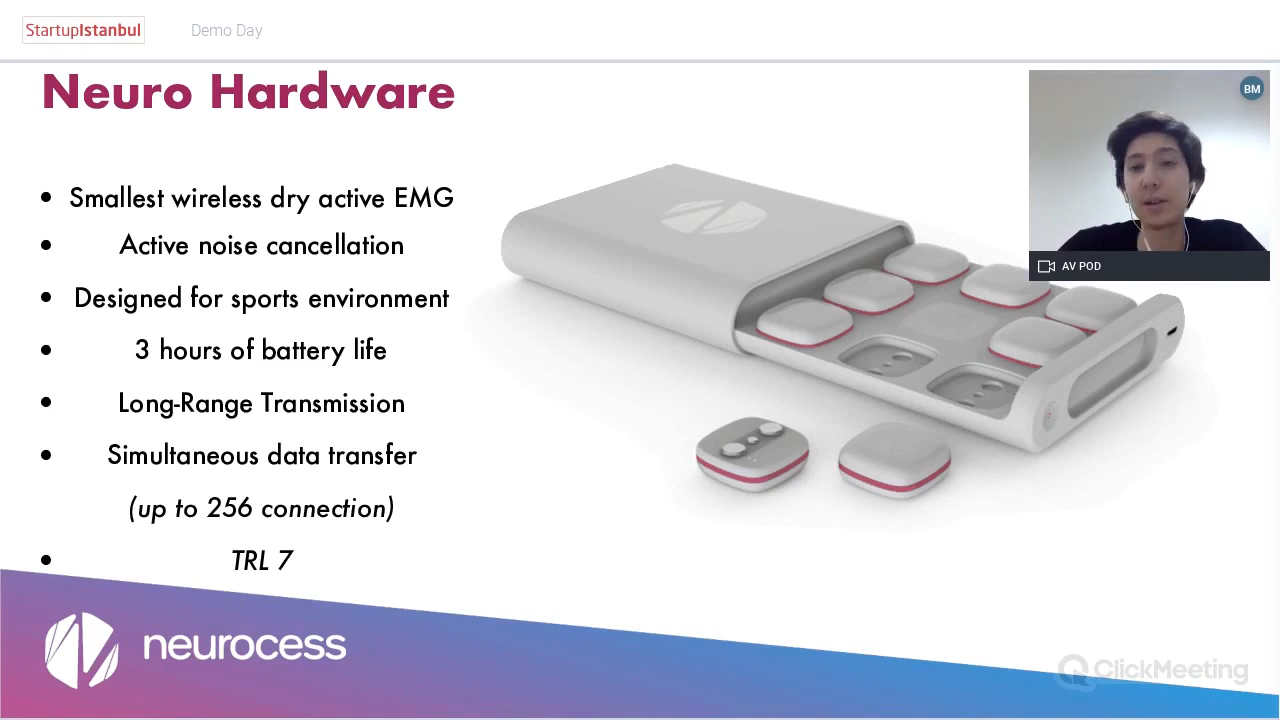 StartupIstanbul
Demo Day
Neuro Hardware
BM
• Smallest wireless dry active EMG
• Active noise cancellation
• Designed for sports environment
• 3 hours of battery life
• Long-Range Transmission
• Simultaneous data transfer
(up to 256 connection)
• TRL 7
AV POD
neurocess
ClickMeeting